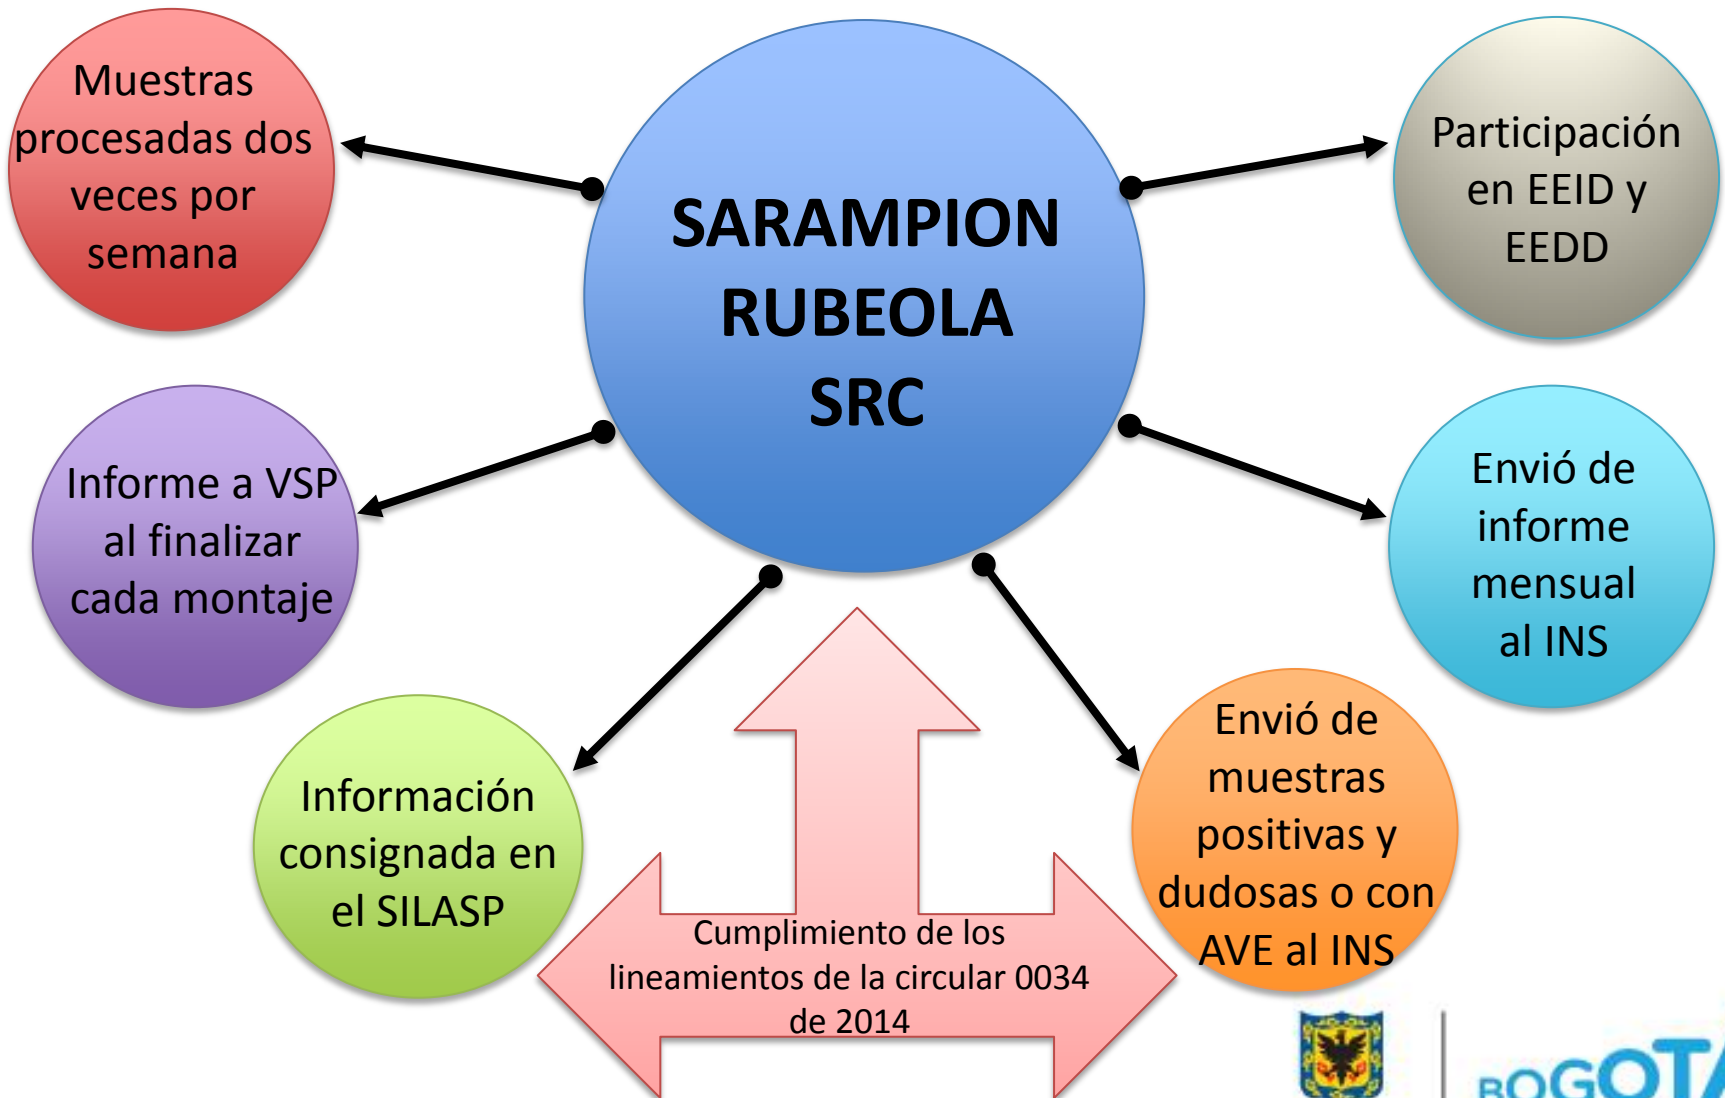 SARAMPION
RUBEOLA
SRC
Muestras
procesadas dos
veces por
semana
Informe a VSP
al finalizar
cada montaje
Información
consignada en
el SILASP
Cumplimiento de los
lineamientos de la circular 0034
de 2014
Envió de
muestras
positivas y
dudosas o con
AVE al INS
Envió de
informe
mensual
al INS
Participación
en EEID y
EEDD
BOGOTÁ